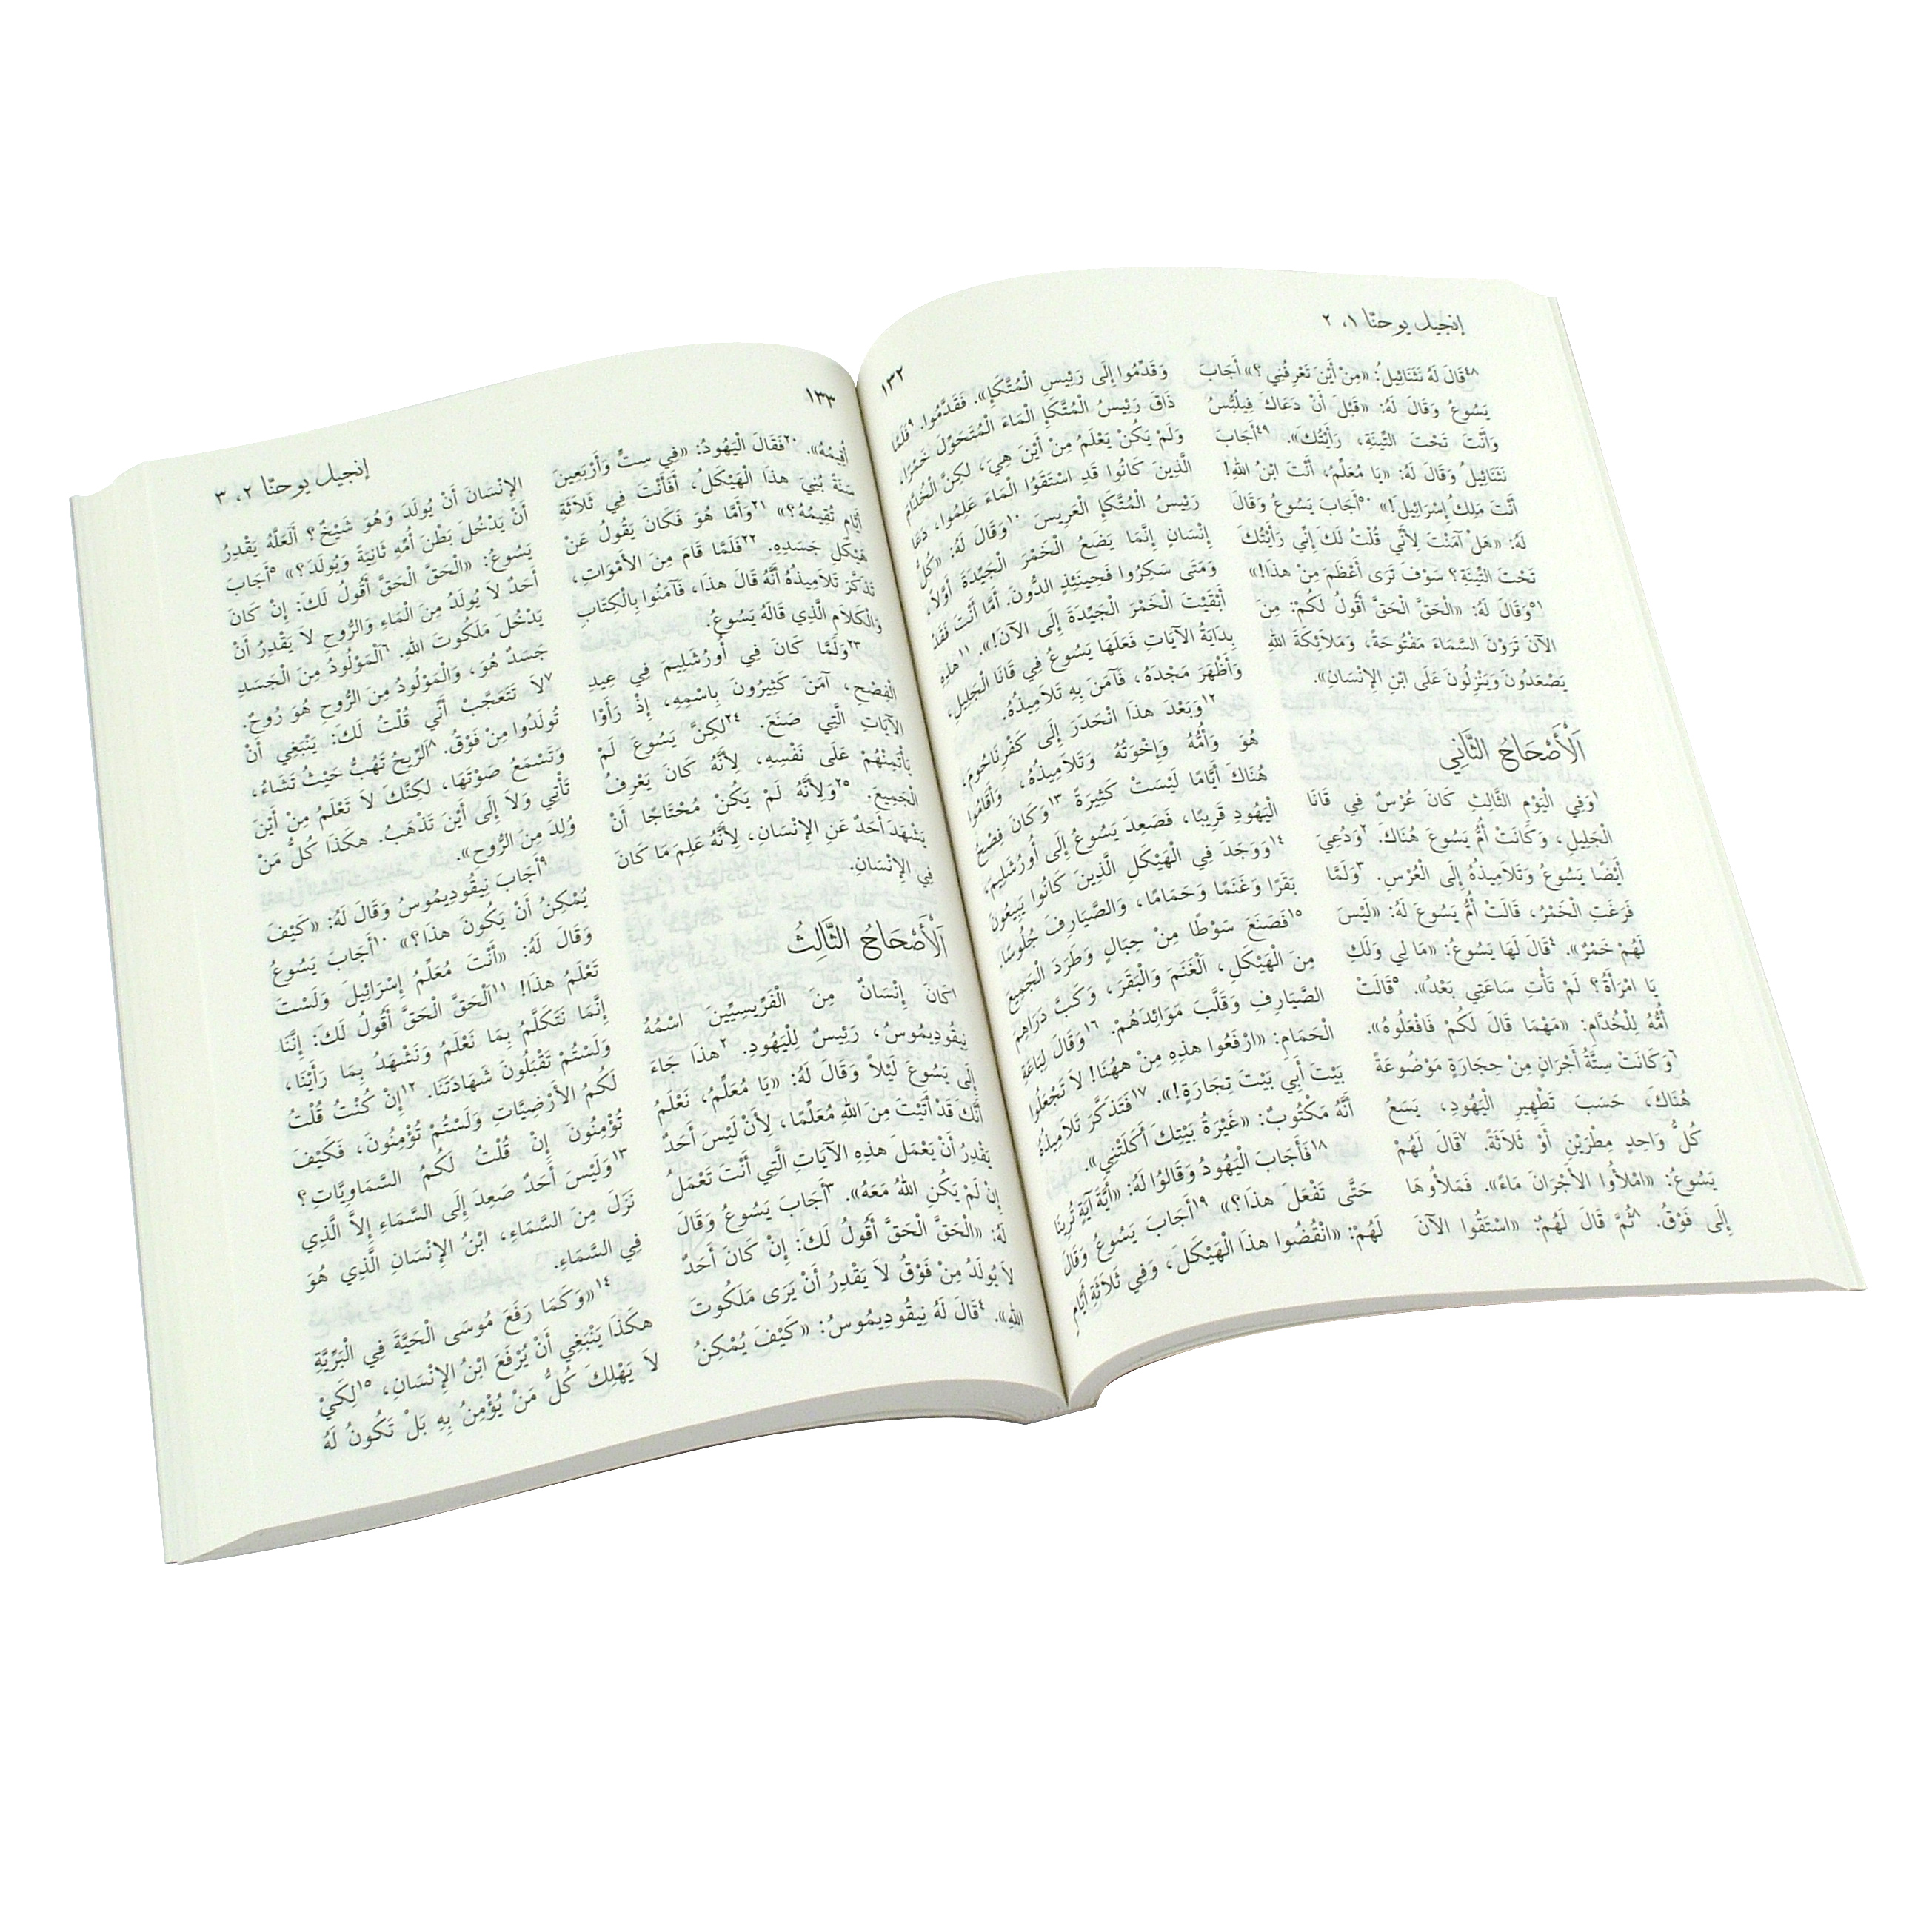 إنجيل يوحنّا ١، ٢
١٣٢
٤٨قَالَ لَهُ نَثَنَائِيلُ: «مِنْ أَيْنَ تَعْرِفُنِي؟» أَجَابَ
يَسُوعُ وَقَالَ لَهُ: «قَبْلَ أَنْ دَعَاكَ فِيلُبُّسُ
وَأَنْتَ تَحْتَ التِّينَةِ، رَأَيْتُكَ». ٤٩أَجَابَ
نَثَنَائِيلُ وَقَالَ لَهُ: «يَا مُعَلِّمُ، أَنْتَ ابْنُ اللهِ!
أَنْتَ مَلِكُ إِسْرَائِيلَ!» ٥٠أَجَابَ يَسُوعُ وَقَالَ
لَهُ: «هَلْ آمَنْتَ لأَنِّي قُلْتُ لَكَ إِنِّي رَأَيْتُكَ
تَحْتَ التِّينَةِ؟ سَوْفَ تَرَى أَعْظَمَ مِنْ هذَا!»
٥١وَقَالَ لَهُ: «الْحَقَّ الْحَقَّ أَقُولُ لَكُمْ: مِنَ
الآنَ تَرَوْنَ السَّمَاءَ مَفْتُوحَةً، وَمَلاَئِكَةَ اللهِ
يَصْعَدُونَ وَيَنْزِلُونَ عَلَى ابْنِ الإِنْسَانِ».
اَلْأَصْحَاحُ الثَّانِي
١وَفِي الْيَوْمِ الثَّالِثِ كَانَ عُرْسٌ فِي قَانَا
الْجَلِيلِ، وَكَانَتْ أُمُّ يَسُوعَ هُنَاكَ. ٢وَدُعِيَ
أَيْضًا يَسُوعُ وَتَلاَمِيذُهُ إِلَى الْعُرْسِ. ٣وَلَمَّا
فَرَغَتِ الْخَمْرُ، قَالَتْ أُمُّ يَسُوعَ لَهُ: «لَيْسَ
لَهُمْ خَمْرٌ». ٤قَالَ لَهَا يَسُوعُ: «مَا لِي وَلَكِ
يَا امْرَأَةُ؟ لَمْ تَأْتِ سَاعَتِي بَعْدُ». ٥قَالَتْ
أُمُّهُ لِلْخُدَّامِ: «مَهْمَا قَالَ لَكُمْ فَافْعَلُوهُ».
٦وَكَانَتْ سِتَّةُ أَجْرَانٍ مِنْ حِجَارَةٍ مَوْضُوعَةً
هُنَاكَ، حَسَبَ تَطْهِيرِ الْيَهُودِ، يَسَعُ
كُلُّ وَاحِدٍ مِطْرَيْنِ أَوْ ثَلاَثَةً. ٧قَالَ لَهُمْ
يَسُوعُ: «امْلأُوا الأَجْرَانَ مَاءً». فَمَلأُوهَا
إِلَى فَوْقُ. ٨ثُمَّ قَالَ لَهُمُ: «اسْتَقُوا الآنَ
وَقَدِّمُوا إِلَى رَئِيسِ الْمُتَّكَإِ». فَقَدَّمُوا. ٩فَلَمَّا
ذَاقَ رَئِيسُ الْمُتَّكَإِ الْمَاءَ الْمُتَحَوِّلَ خَمْرًا،
وَلَمْ يَكُنْ يَعْلَمُ مِنْ أَيْنَ هِيَ، لكِنَّ الْخُدَّامَ
الَّذِينَ كَانُوا قَدِ اسْتَقَوُا الْمَاءَ عَلِمُوا، دَعَا
رَئِيسُ الْمُتَّكَإِ الْعَرِيسَ ١٠وَقَالَ لَهُ: «كُلُّ
إِنْسَانٍ إِنَّمَا يَضَعُ الْخَمْرَ الْجَيِّدَةَ أَوَّلاً،
وَمَتَى سَكِرُوا فَحِينَئِذٍ الدُّونَ. أَمَّا أَنْتَ فَقَدْ
أَبْقَيْتَ الْخَمْرَ الْجَيِّدَةَ إِلَى الآنَ!». ١١هذِهِ
بِدَايَةُ الآيَاتِ فَعَلَهَا يَسُوعُ فِي قَانَا الْجَلِيلِ،
وَأَظْهَرَ مَجْدَهُ، فَآمَنَ بِهِ تَلاَمِيذُهُ.
١٢وَبَعْدَ هذَا انْحَدَرَ إِلَى كَفْرِنَاحُومَ،
هُوَ وَأُمُّهُ وَإِخْوَتُهُ وَتَلاَمِيذُهُ، وَأَقَامُوا
هُنَاكَ أَيَّامًا لَيْسَتْ كَثِيرَةً. ١٣وَكَانَ فِصْحُ
الْيَهُودِ قَرِيبًا، فَصَعِدَ يَسُوعُ إِلَى أُورُشَلِيمَ،
١٤وَوَجَدَ فِي الْهَيْكَلِ الَّذِينَ كَانُوا يَبِيعُونَ
بَقَرًا وَغَنَمًا وَحَمَامًا، وَالصَّيَارِفَ جُلُوسًا.
١٥فَصَنَعَ سَوْطًا مِنْ حِبَالٍ وَطَرَدَ الْجَمِيعَ
مِنَ الْهَيْكَلِ، اَلْغَنَمَ وَالْبَقَرَ، وَكَبَّ دَرَاهِمَ
الصَّيَارِفِ وَقَلَّبَ مَوَائِدَهُمْ. ١٦وَقَالَ لِبَاعَةِ
الْحَمَامِ: «ارْفَعُوا هذِهِ مِنْ ههُنَا! لاَ تَجْعَلُوا
بَيْتَ أَبِي بَيْتَ تِجَارَةٍ!». ١٧فَتَذَكَّرَ تَلاَمِيذُهُ
أَنَّهُ مَكْتُوبٌ: «غَيْرَةُ بَيْتِكَ أَكَلَتْنِي».
١٨فَأَجَابَ الْيَهُودُ وَقَالُوا لَهُ: «أَيَّةَ آيَةٍ تُرِينَا
حَتَّى تَفْعَلَ هذَا؟» ١٩أَجَابَ يَسُوعُ وَقَالَ
لَهُمْ: «انْقُضُوا هذَا الْهَيْكَلَ، وَفِي ثَلاَثَةِ أَيَّامٍ
١٣٣
إنجيل يوحنّا ٢، ٣
أُقِيمُهُ». ٢٠فَقَالَ الْيَهُودُ: «فِي سِتٍّ وَأَرْبَعِينَ
سَنَةً بُنِيَ هذَا الْهَيْكَلُ، أَفَأَنْتَ فِي ثَلاَثَةِ
أَيَّامٍ تُقِيمُهُ؟» ٢١وَأَمَّا هُوَ فَكَانَ يَقُولُ عَنْ
هَيْكَلِ جَسَدِهِ. ٢٢فَلَمَّا قَامَ مِنَ الأَمْوَاتِ،
تَذَكَّرَ تَلاَمِيذُهُ أَنَّهُ قَالَ هذَا، فَآمَنُوا بِالْكِتَابِ
وَالْكَلاَمِ الَّذِي قَالَهُ يَسُوعُ.
٢٣وَلَمَّا كَانَ فِي أُورُشَلِيمَ فِي عِيدِ
الْفِصْحِ، آمَنَ كَثِيرُونَ بِاسْمِهِ، إِذْ رَأَوْا
الآيَاتِ الَّتِي صَنَعَ. ٢٤لكِنَّ يَسُوعَ لَمْ
يَأْتَمِنْهُمْ عَلَى نَفْسِهِ، لأَنَّهُ كَانَ يَعْرِفُ
الْجَمِيعَ. ٢٥وَلأَنَّهُ لَمْ يَكُنْ مُحْتَاجًا أَنْ
يَشْهَدَ أَحَدٌ عَنِ الإِنْسَانِ، لأَنَّهُ عَلِمَ مَا كَانَ
فِي الإِنْسَانِ.
اَلْأَصْحَاحُ الثَّالِثُ
١كَانَ إِنْسَانٌ مِنَ الْفَرِّيسِيِّينَ اسْمُهُ
نِيقُودِيمُوسُ، رَئِيسٌ لِلْيَهُودِ. ٢هذَا جَاءَ
إِلَى يَسُوعَ لَيْلاً وَقَالَ لَهُ: «يَا مُعَلِّمُ، نَعْلَمُ
أَنَّكَ قَدْ أَتَيْتَ مِنَ اللهِ مُعَلِّمًا، لأَنْ لَيْسَ أَحَدٌ
يَقْدِرُ أَنْ يَعْمَلَ هذِهِ الآيَاتِ الَّتِي أَنْتَ تَعْمَلُ
إِنْ لَمْ يَكُنِ اللهُ مَعَهُ». ٣أَجَابَ يَسُوعُ وَقَالَ
لَهُ: «الْحَقَّ الْحَقَّ أَقُولُ لَكَ: إِنْ كَانَ أَحَدٌ
لاَ يُولَدُ مِنْ فَوْقُ لاَ يَقْدِرُ أَنْ يَرَى مَلَكُوتَ
اللهِ». ٤قَالَ لَهُ نِيقُودِيمُوسُ: «كَيْفَ يُمْكِنُ
الإِنْسَانَ أَنْ يُولَدَ وَهُوَ شَيْخٌ؟ أَلَعَلَّهُ يَقْدِرُ
أَنْ يَدْخُلَ بَطْنَ أُمِّهِ ثَانِيَةً وَيُولَدَ؟» ٥أَجَابَ
يَسُوعُ: «الْحَقَّ الْحَقَّ أَقُولُ لَكَ: إِنْ كَانَ
أَحَدٌ لاَ يُولَدُ مِنَ الْمَاءِ وَالرُّوحِ لاَ يَقْدِرُ أَنْ
يَدْخُلَ مَلَكُوتَ اللهِ. ٦اَلْمَوْلُودُ مِنَ الْجَسَدِ
جَسَدٌ هُوَ، وَالْمَوْلُودُ مِنَ الرُّوحِ هُوَ رُوحٌ.
٧لاَ تَتَعَجَّبْ أَنِّي قُلْتُ لَكَ: يَنْبَغِي أَنْ
تُولَدُوا مِنْ فَوْقُ. ٨اَلرِّيحُ تَهُبُّ حَيْثُ تَشَاءُ،
وَتَسْمَعُ صَوْتَهَا، لكِنَّكَ لاَ تَعْلَمُ مِنْ أَيْنَ
تَأْتِي وَلاَ إِلَى أَيْنَ تَذْهَبُ. هكَذَا كُلُّ مَنْ
وُلِدَ مِنَ الرُّوحِ».
٩أَجَابَ نِيقُودِيمُوسُ وَقَالَ لَهُ: «كَيْفَ
يُمْكِنُ أَنْ يَكُونَ هذَا؟» ١٠أَجَابَ يَسُوعُ
وَقَالَ لَهُ: «أَنْتَ مُعَلِّمُ إِسْرَائِيلَ وَلَسْتَ
تَعْلَمُ هذَا! ١١اَلْحَقَّ الْحَقَّ أَقُولُ لَكَ: إِنَّنَا
إِنَّمَا نَتَكَلَّمُ بِمَا نَعْلَمُ وَنَشْهَدُ بِمَا رَأَيْنَا،
وَلَسْتُمْ تَقْبَلُونَ شَهَادَتَنَا. ١٢إِنْ كُنْتُ قُلْتُ
لَكُمُ الأَرْضِيَّاتِ وَلَسْتُمْ تُؤْمِنُونَ، فَكَيْفَ
تُؤْمِنُونَ إِنْ قُلْتُ لَكُمُ السَّمَاوِيَّاتِ؟
١٣وَلَيْسَ أَحَدٌ صَعِدَ إِلَى السَّمَاءِ إِلاَّ الَّذِي
نَزَلَ مِنَ السَّمَاءِ، ابْنُ الإِنْسَانِ الَّذِي هُوَ
فِي السَّمَاءِ.
١٤«وَكَمَا رَفَعَ مُوسَى الْحَيَّةَ فِي الْبَرِّيَّةِ
هكَذَا يَنْبَغِي أَنْ يُرْفَعَ ابْنُ الإِنْسَانِ، ١٥لِكَيْ
لاَ يَهْلِكَ كُلُّ مَنْ يُؤْمِنُ بِهِ بَلْ تَكُونُ لَهُ